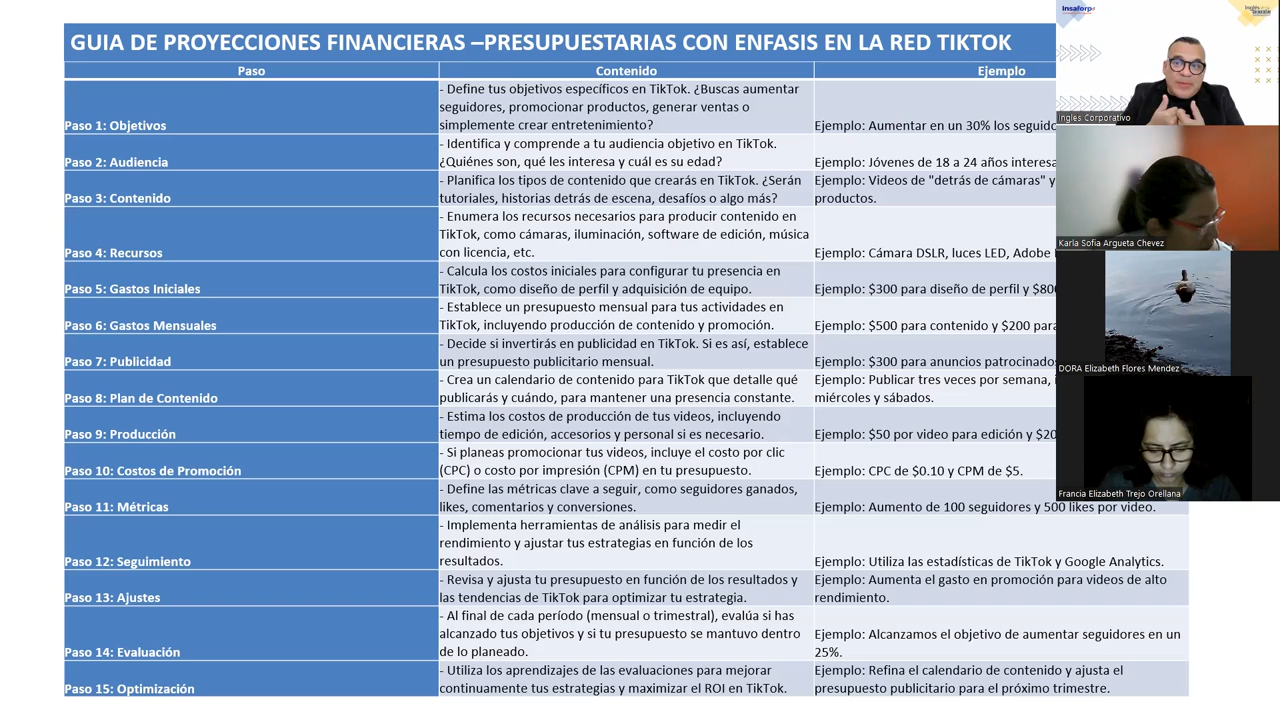 GUIA DE PROYECCIONES FINANCIERAS –PRESUPUESTARIAS CON ENFASIS EN LA RED TIKTOK
Paso
Contenido
Ejemplo
Paso 1: Objetivos
- Define tus objetivos específicos en TikTok. ¿Buscas aumentar
seguidores, promocionar productos, generar ventas o
simplemente crear entretenimiento?
Ejemplo: Aumentar en un 30% los
Paso 2: Audiencia
- Identifica y comprende a tu audiencia objetivo en TikTok.
¿Quiénes son, qué les interesa y cuál es su edad?
Ejemplo: Jóvenes de 18 a 24 años
Paso 3: Contenido
- Planifica los tipos de contenido que crearás en TikTok. ¿Serán
tutoriales, historias detrás de escena, desafíos o algo más?
Ejemplo: Videos de "detrás de cámaras" y
productos.
Paso 4: Recursos
- Enumera los recursos necesarios para producir contenido en
TikTok, como cámaras, iluminación, software de edición, música
con licencia, etc.
Ejemplo: Cámara DSLR, luces LED, Adobe
Paso 5: Gastos Iniciales
- Calcula los costos iniciales para configurar tu presencia en
TikTok, como diseño de perfil y adquisición de equipo.
Ejemplo: $300 para diseño de perfil y $800
Paso 6: Gastos Mensuales
- Establece un presupuesto mensual para tus actividades en
TikTok, incluyendo producción de contenido y promoción.
Ejemplo: $500 para contenido y $200 para
Paso 7: Publicidad
- Decide si invertirás en publicidad en TikTok. Si es así, establece
un presupuesto publicitario mensual.
Ejemplo: $300 para anuncios patrocinados
Paso 8: Plan de Contenido
- Crea un calendario de contenido para TikTok que detalle qué
publicarás y cuándo, para mantener una presencia constante.
Ejemplo: Publicar tres veces por semana,
miércoles y sábados.
Paso 9: Producción
- Estima los costos de producción de tus videos, incluyendo
tiempo de edición, accesorios y personal si es necesario.
Ejemplo: $50 por video para edición y $20
Paso 10: Costos de Promoción
- Si planeas promocionar tus videos, incluye el costo por clic
(CPC) o costo por impresión (CPM) en tu presupuesto.
Ejemplo: CPC de $0.10 y CPM de $5.
Paso 11: Métricas
- Define las métricas clave a seguir, como seguidores ganados,
likes, comentarios y conversiones.
Ejemplo: Aumento de 100 seguidores y 500 likes por video.
Paso 12: Seguimiento
- Implementa herramientas de análisis para medir el
rendimiento y ajustar tus estrategias en función de los
resultados.
Ejemplo: Utiliza las estadísticas de TikTok y Google Analytics.
Paso 13: Ajustes
- Revisa y ajusta tu presupuesto en función de los resultados y
las tendencias de TikTok para optimizar tu estrategia.
Ejemplo: Aumenta el gasto en promoción para videos de alto
rendimiento.
Paso 14: Evaluación
- Al final de cada período (mensual o trimestral), evalúa si has
alcanzado tus objetivos y si tu presupuesto se mantuvo dentro
de lo planeado.
Ejemplo: Alcanzamos el objetivo de aumentar seguidores en un
25%.
Paso 15: Optimización
- Utiliza los aprendizajes de las evaluaciones para mejorar
continuamente tus estrategias y maximizar el ROI en TikTok.
Ejemplo: Refina el calendario de contenido y ajusta el
presupuesto publicitario para el próximo trimestre.
Insaforp
Ingles Corporativo
Karla Sofia Argueta Chevez
DORA Elizabeth Flores Mendez
Francia Elizabeth Trejo Orellana